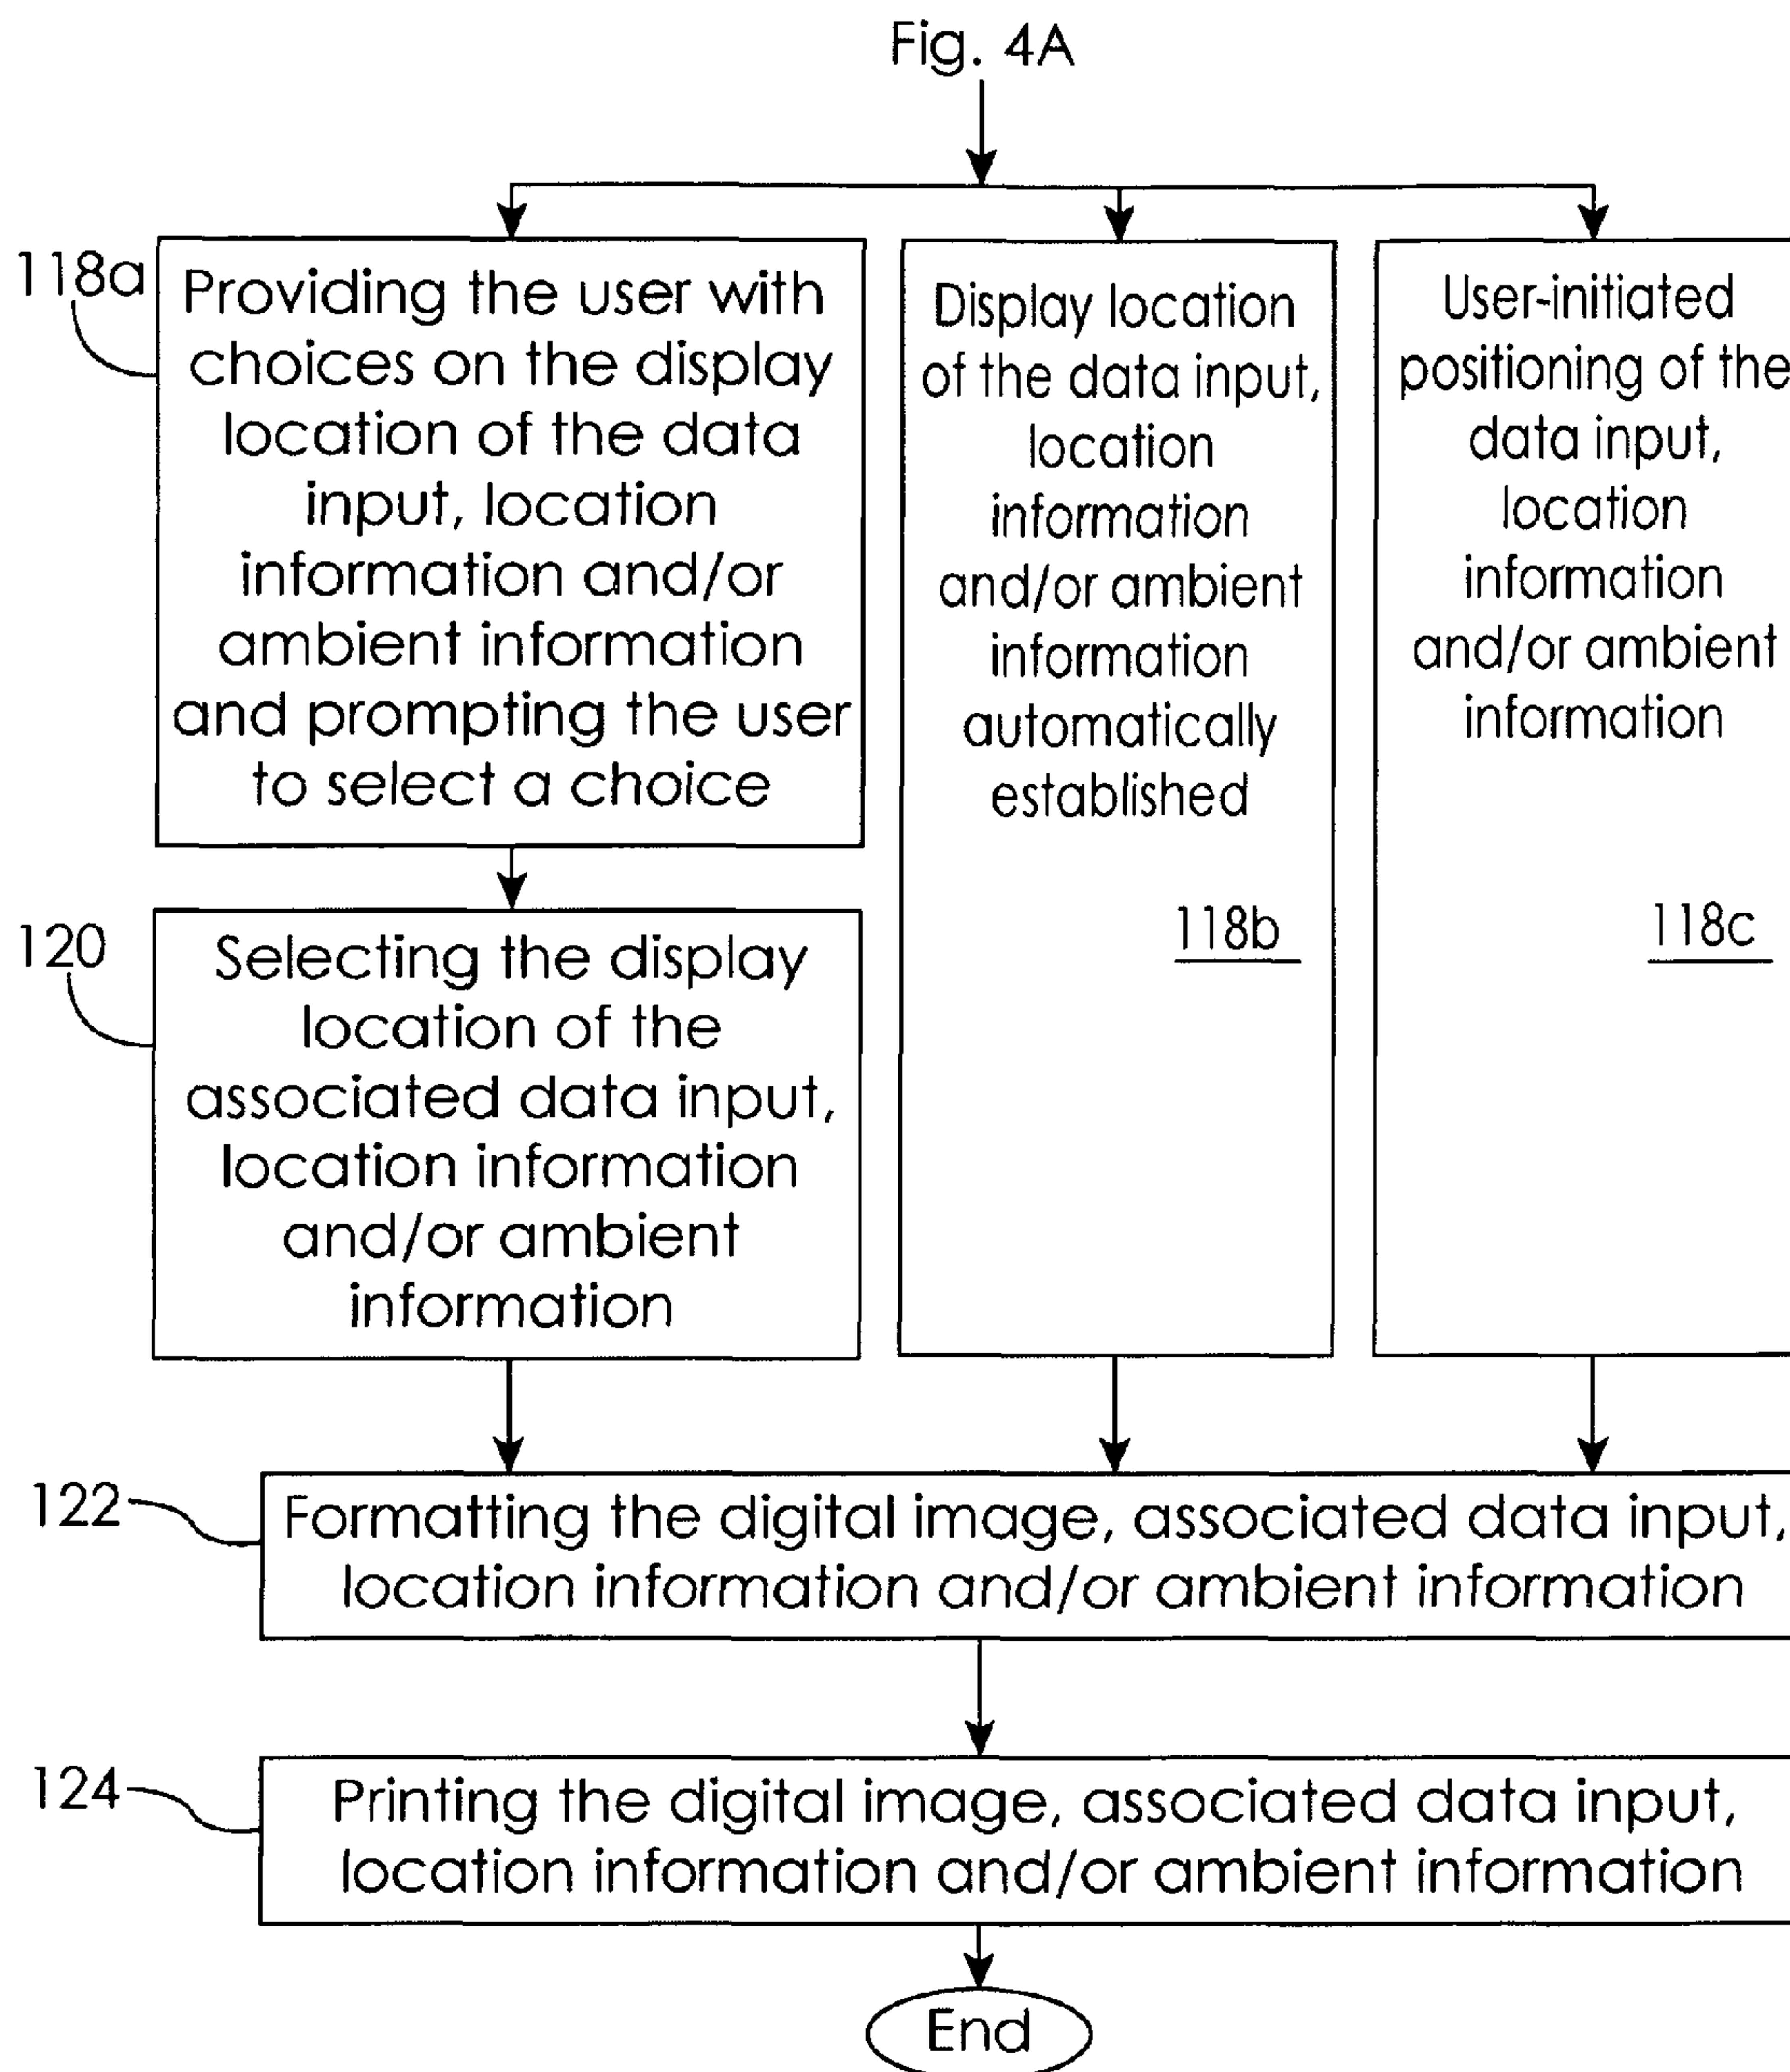 Fig. 4A
118a
Providing the user with
choices on the display
location of the data
input, location
information and/or
ambient information
and prompting the user
to select a choice
Display location
of the data input,
location
information
and/or ambient
information
automatically
established
118b
User-initiated
positioning of the
data input,
location
information
and/or ambient
information
118c
120
Selecting the display
location of the
associated data input,
location information
and/or ambient
information
122
Formatting the digital image, associated data input,
location information and/or ambient information
124
Printing the digital image, associated data input,
location information and/or ambient information
End